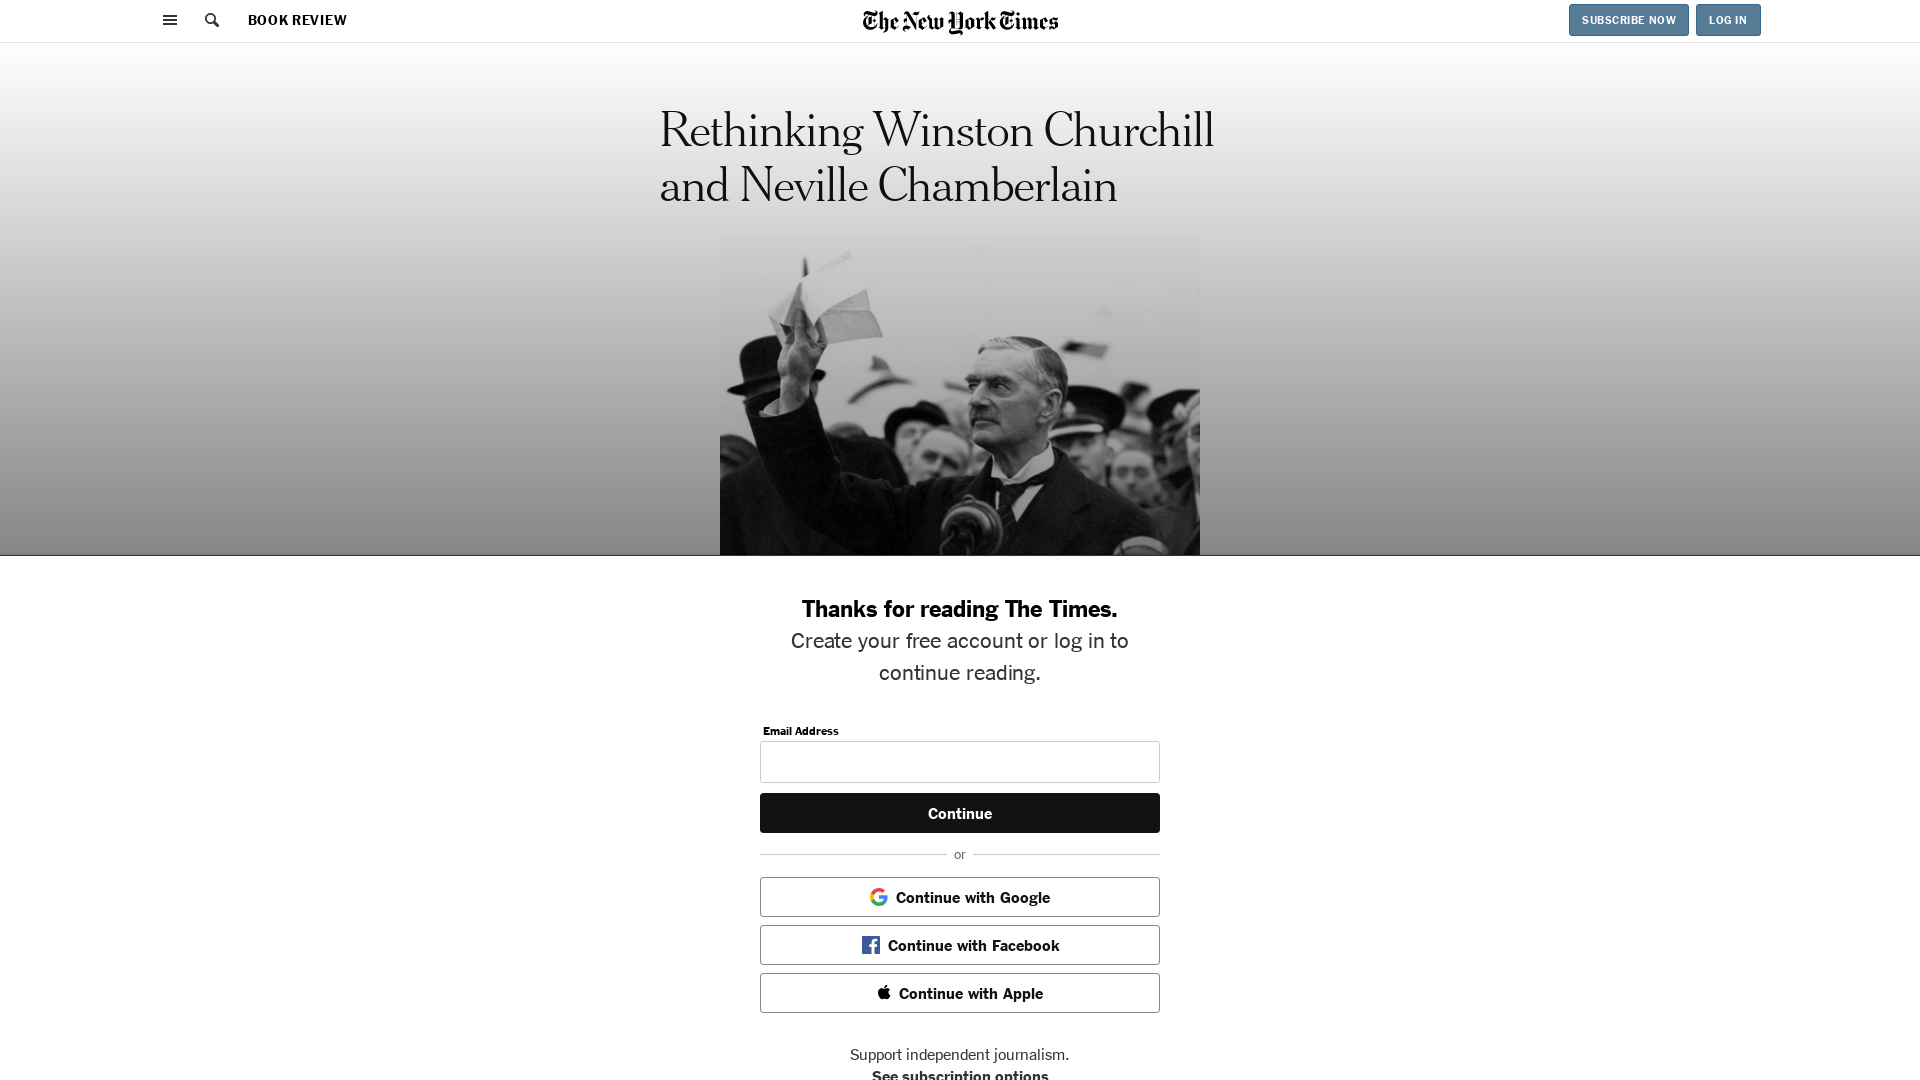 BOOK REVIEW
The New York Times
SUBSCRIBE NOW
LOG IN
Rethinking Winston Churchill
and Neville Chamberlain
Thanks for reading The Times.
Create your free account or log in to
continue reading.
Email Address
Continue
or
Continue with Google
Continue with Facebook
Continue with Apple
Support independent journalism.
See subscription options